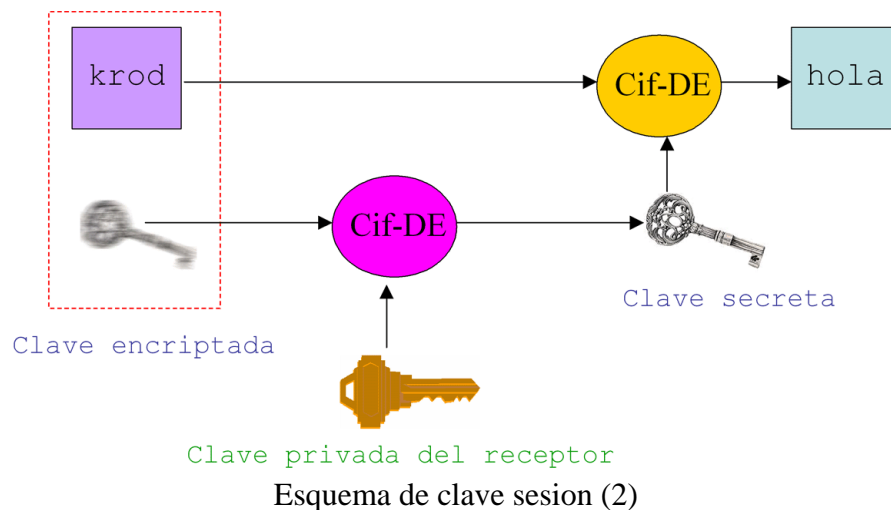 krod
Cif-DE
hola
Cif-DE
Clave secreta
Clave encriptada
Clave privada del receptor
Esquema de clave sesion (2)